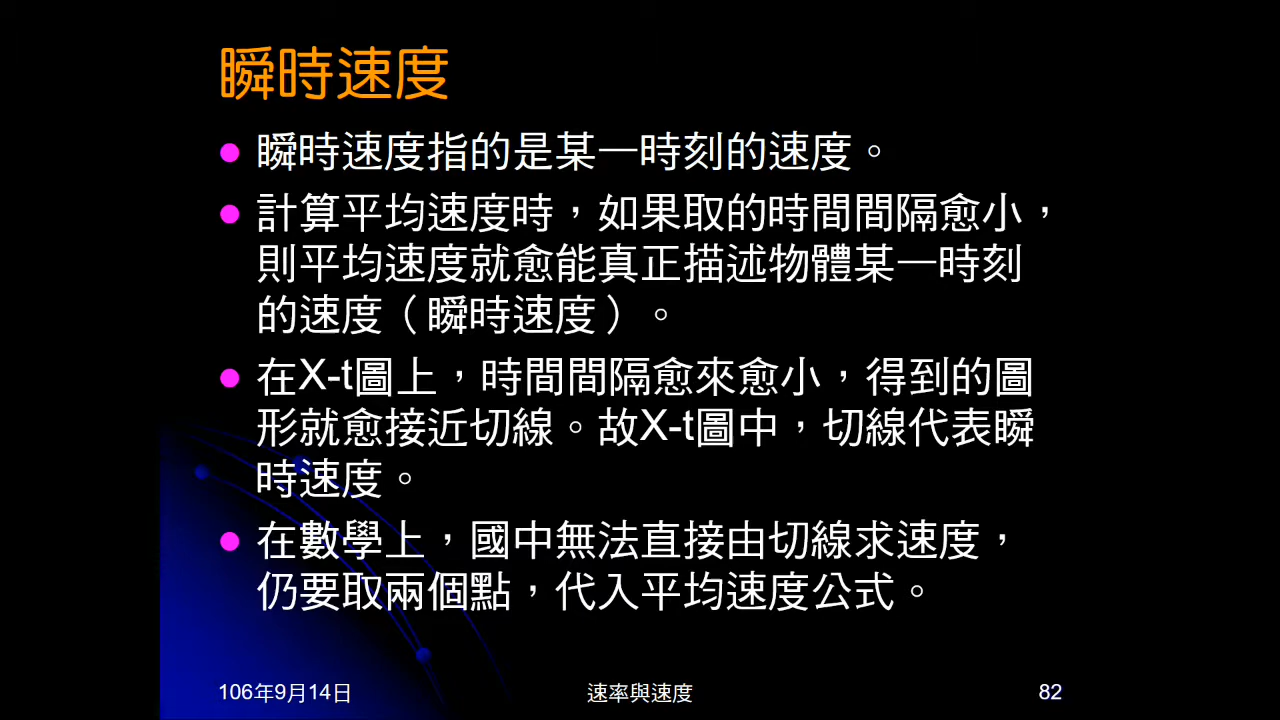 瞬時速度
瞬時速度指的是某一時刻的速度。
計算平均速度時，如果取的時間間隔愈小，
則平均速度就愈能真正描述物體某一時刻
的速度（瞬時速度）。
在X-t圖上，時間間隔愈來愈小，得到的圖
形就愈接近切線。故X-t圖中，切線代表瞬
時速度。
在數學上，國中無法直接由切線求速度，
仍要取兩個點，代入平均速度公式。
106年9月14日
速率與速度
82